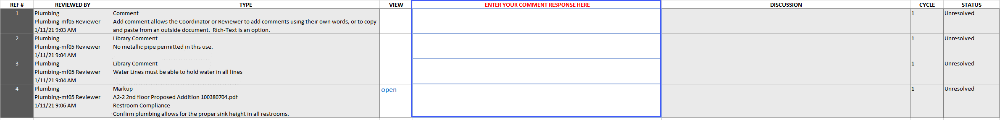 REF # REVIEWED BY TYPE VIEW ENTER YOUR COMMENT RESPONSE HERE DISCUSSION CYCLE STATUS
1 Plumbing Comment 1 Unresolved
Plumbing-mf05 Reviewer Add comment allows the Coordinator or Reviewer to add comments using their own words, or to copy
1/11/21 9:03 AM and paste from an outside document. Rich-Text is an option.
2 Plumbing Library Comment 1 Unresolved
Plumbing-mf05 Reviewer No metallic pipe permitted in this use.
1/11/21 9:04 AM
3 Plumbing Library Comment 1 Unresolved
Plumbing-mf05 Reviewer Water Lines must be able to hold water in all lines
1/11/21 9:04 AM
4 Plumbing Markup open 1 Unresolved
Plumbing-mf05 Reviewer A2-2 2nd floor Proposed Addition 100380704.pdf
1/11/21 9:06 AM Restroom Compliance
Confirm plumbing allows for the proper sink height in all restrooms.